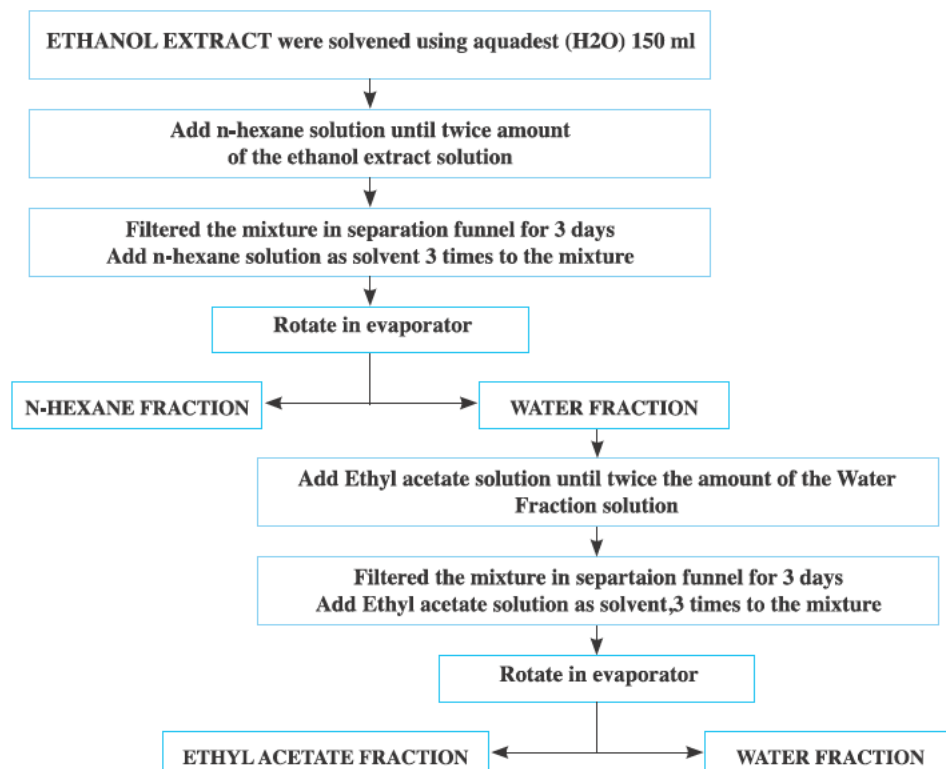 ETHANOL EXTRACT were solvened using aquadest (H2O) 150 ml
Add n-hexane solution until twice amount
of the ethanol extract solution
Filtered the mixture in separation funnel for 3 days
Add n-hexane solution as solvent 3 times to the mixture
Rotate in evaporator
N-HEXANE FRACTION
WATER FRACTION
Add Ethyl acetate solution until twice the amount of the Water
Fraction solution
Filtered the mixture in separtaion funnel for 3 days
Add Ethyl acetate solution as solvent,3 times to the mixture
Rotate in evaporator
ETHYL ACETATE FRACTION
WATER FRACTION